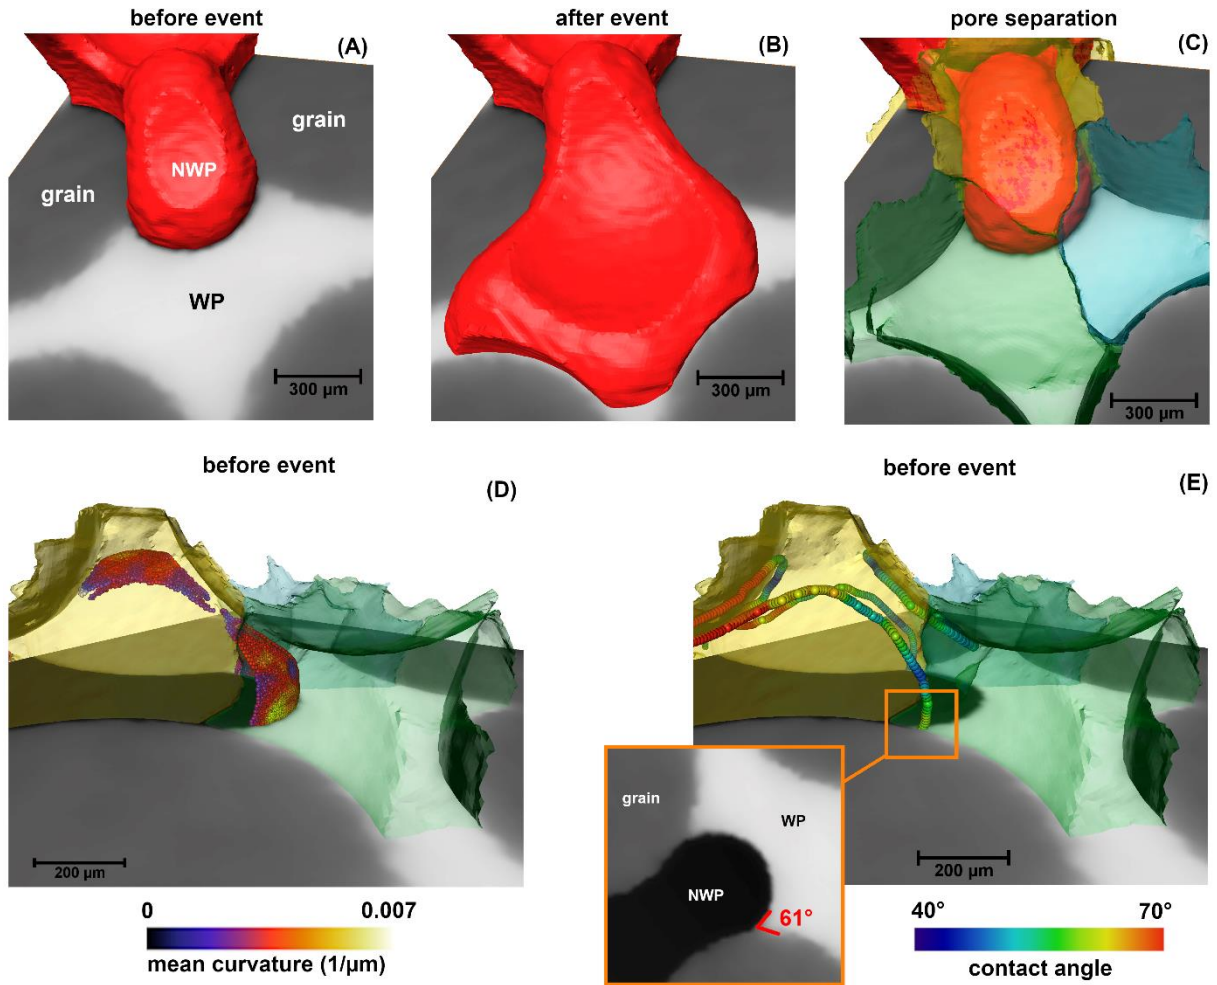 before event
after event
pore separation
(A)
(B)
(C)
grain
NWP
grain
WP
300 µm
300 µm
300 µm
before event
before event
(D)
(E)
200 µm
200 µm
grain
WP
NWP
61°
0
0.007
mean curvature (1/µm)
40°
70°
contact angle